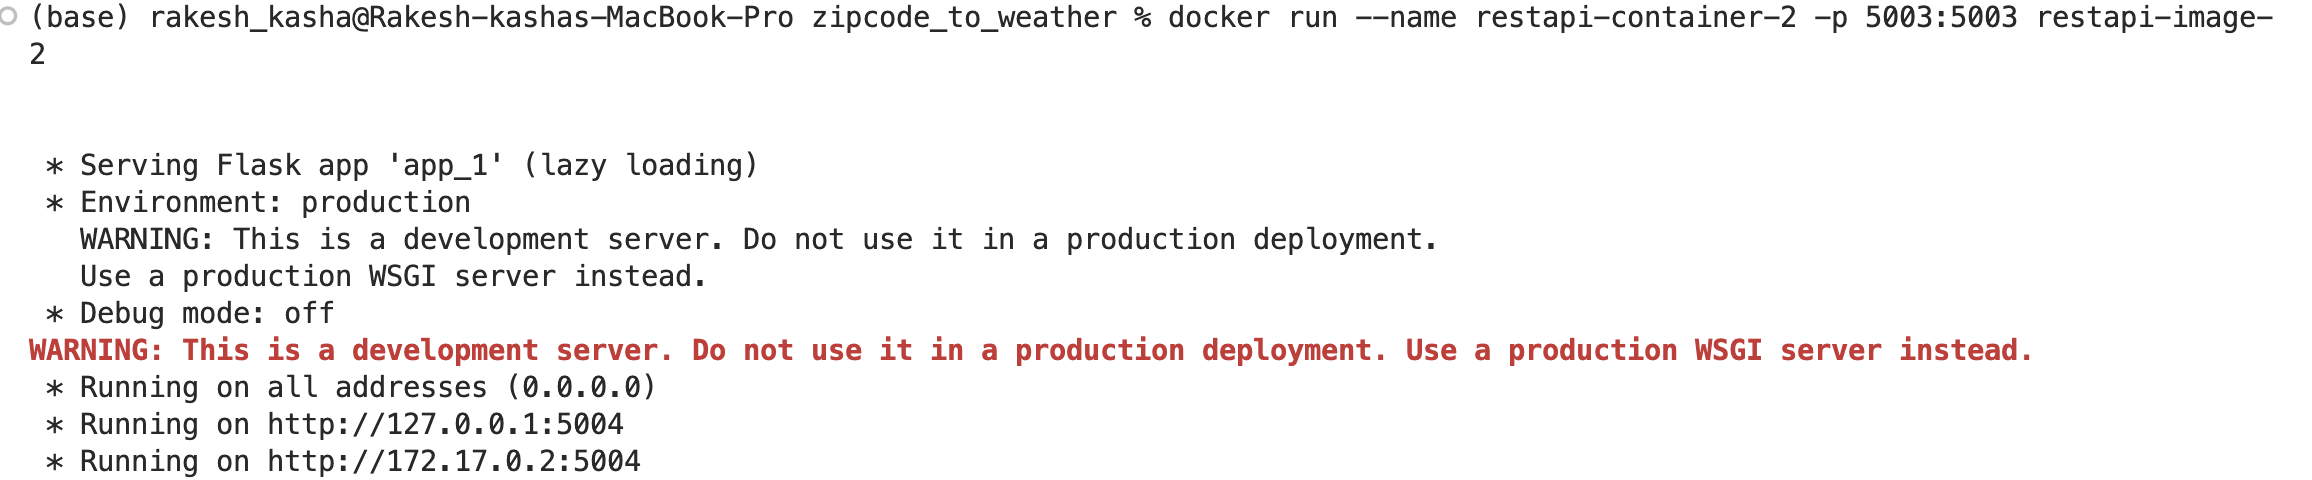 (base) rakesh_kasha@Rakesh-kashas-MacBook-Pro zipcode_to_weather % docker run --name restapi-container-2 -p 5003:5003 restapi-image-
2
* Serving Flask app 'app_1' (lazy loading)
* Environment: production
WARNING: This is a development server. Do not use it in a production deployment.
Use a production WSGI server instead.
* Debug mode: off
WARNING: This is a development server. Do not use it in a production deployment. Use a production WSGI server instead.
* Running on all addresses (0.0.0.0)
* Running on http://127.0.0.1:5004
* Running on http://172.17.0.2:5004